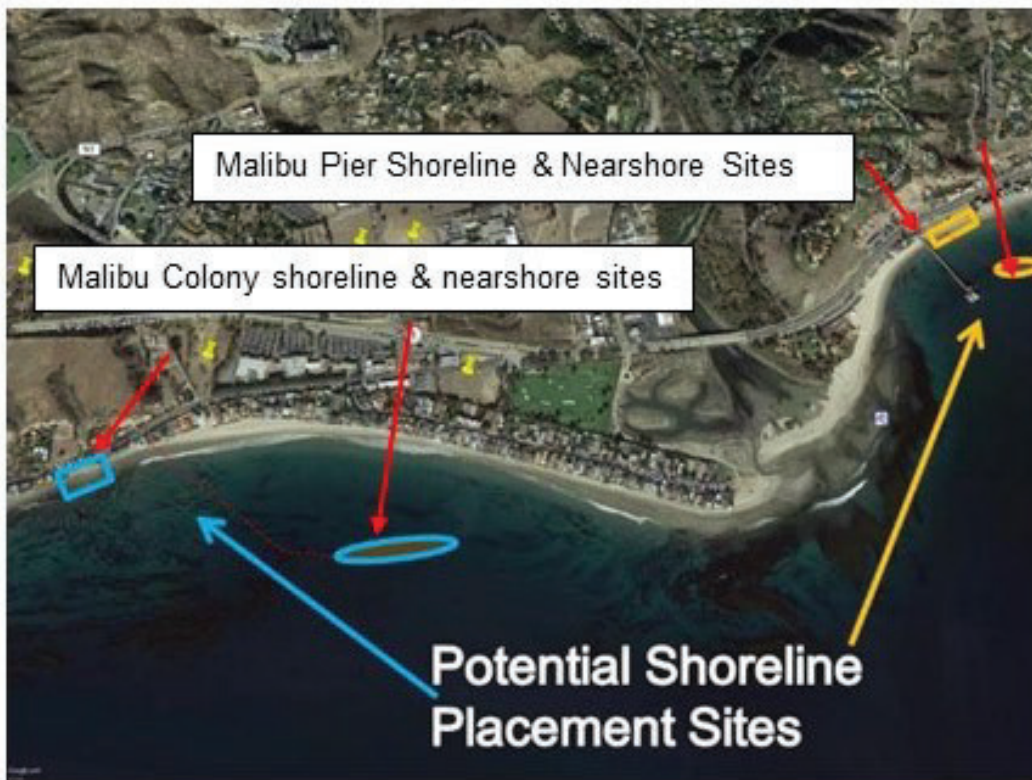 Malibu Pier Shoreline & Nearshore Sites
Malibu Colony shoreline & nearshore sites
Potential Shoreline
Placement Sites